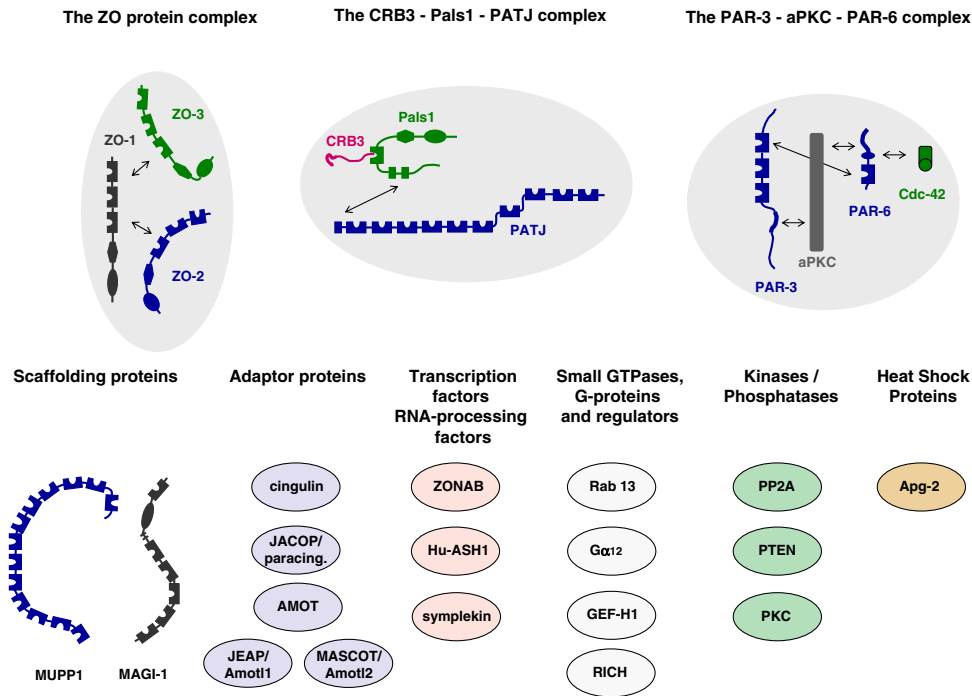 The ZO protein complex
The CRB3 - Pals1 - PATJ complex
The PAR-3 - aPKC - PAR-6 complex
ZO-3
ZO-1
ZO-2
Pals1
CRB3
PATJ
Cdc-42
PAR-6
aPKC
PAR-3
Scaffolding proteins
MUPP1
MAGI-1
Adaptor proteins
cingulin
JACOP/
paracing.
AMOT
JEAP/
Amotl1
MASCOT/
Amotl2
Transcription
factors
RNA-processing
factors
ZONAB
Hu-ASH1
symplekin
Small GTPases,
G-proteins
and regulators
Rab 13
Gα12
GEF-H1
RICH
Kinases /
Phosphatases
PP2A
PTEN
PKC
Heat Shock
Proteins
Apg-2